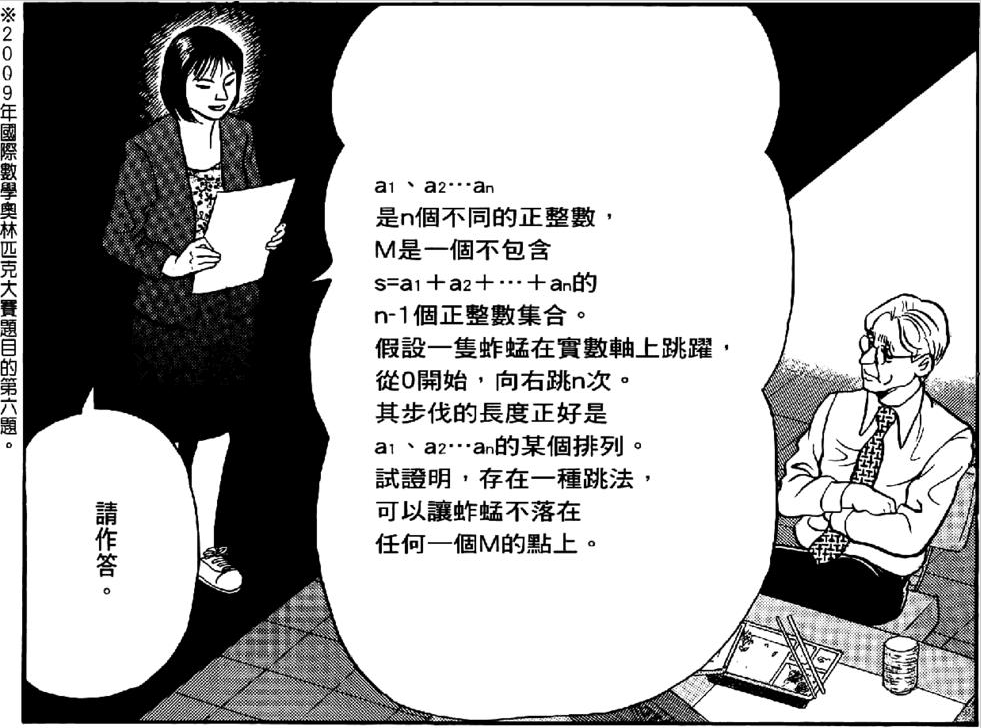 ※2009年國際數學奧林匹克大賽題目的第六題。
a1、a2…an
是n個不同的正整數，
M是一個不包含
s=a1＋a2＋…＋an的
n-1個正整數集合。
假設一隻蚱蜢在實數軸上跳躍，
從0開始，向右跳n次。
其步伐的長度正好是
a1、a2…an的某個排列。
試證明，存在一種跳法，
可以讓蚱蜢不落在
任何一個M的點上。
請作答。